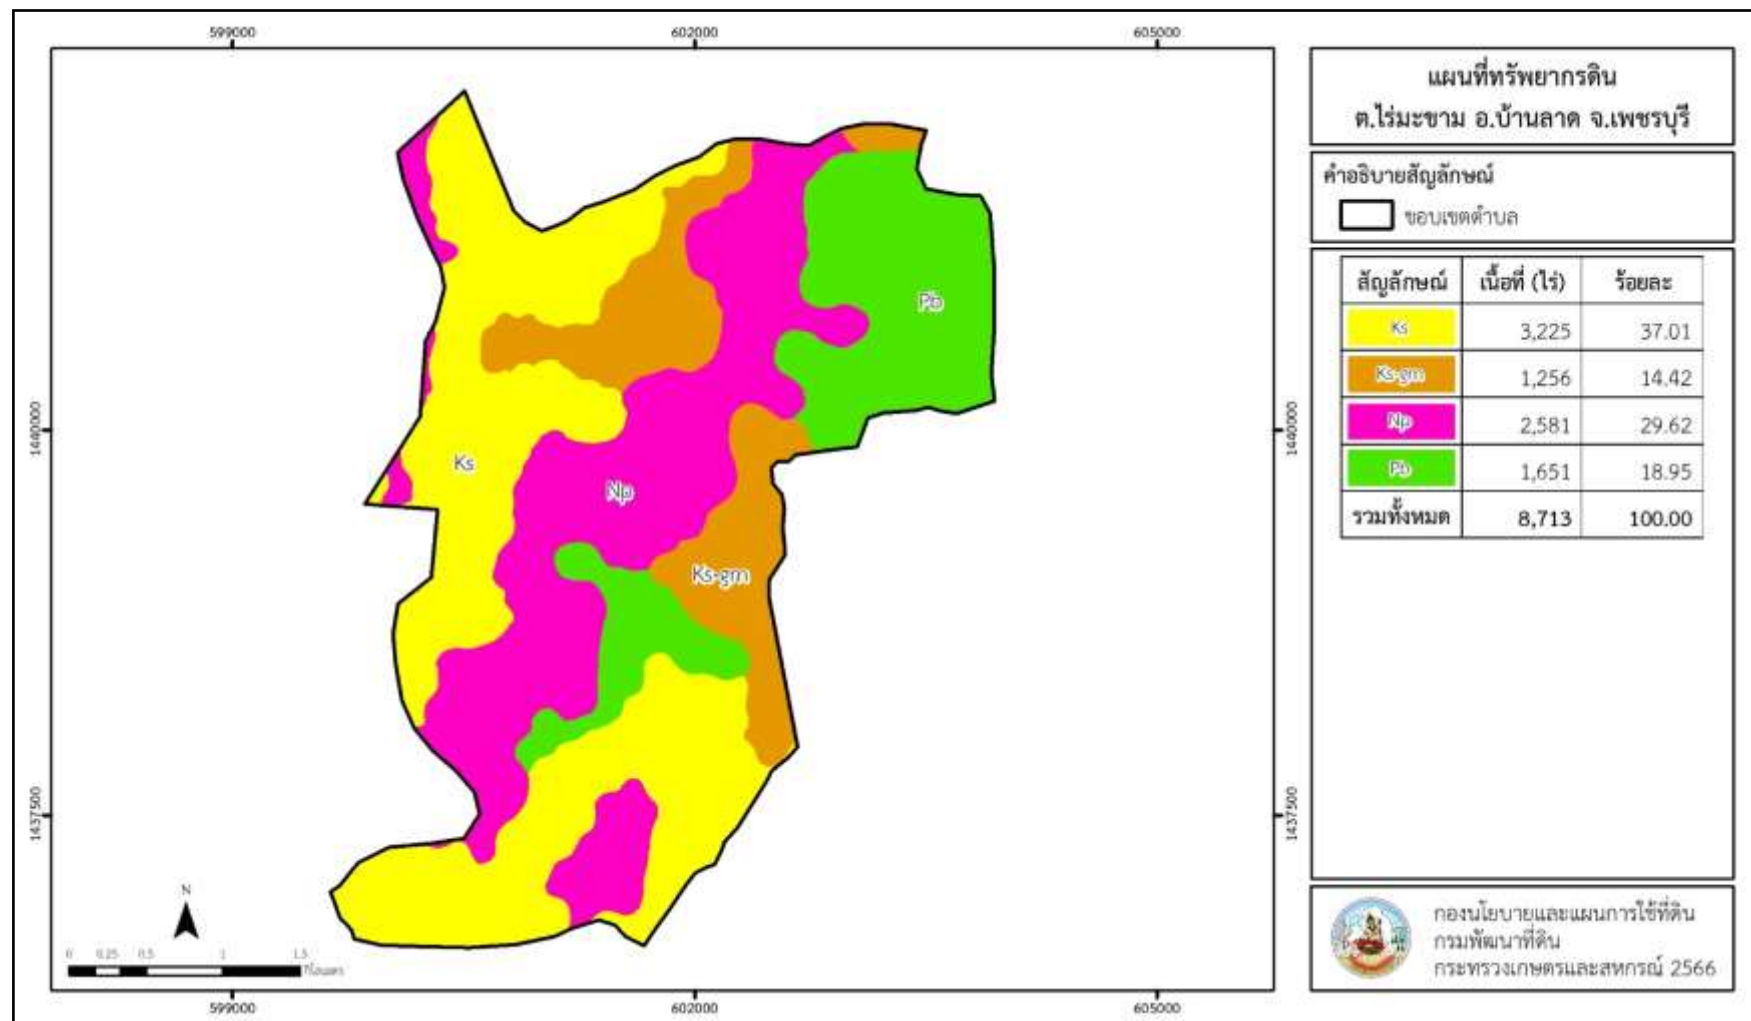 599000
602000
605000
แผนที่ทรัพยากรดิน
ต.ไร่มะขาม อ.บ้านลาด จ.เพชรบุรี
คำอธิบายสัญลักษณ์
ขอบเขตตำบล
สัญลักษณ์ เนื้อที่ (ไร่) ร้อยละ
Ks 3,225 37.01
Ks-gm 1,256 14.42
Np 2,581 29.62
Pb 1,651 18.95
รวมทั้งหมด 8,713 100.00
Pb
Ks
Np
Ks-gm
1440000
1440000
1437500
1437500
N
0 0.25 0.5 1 1.5
กิโลเมตร
599000
602000
605000
กองนโยบายและแผนการใช้ที่ดิน
กรมพัฒนาที่ดิน
กระทรวงเกษตรและสหกรณ์ 2566